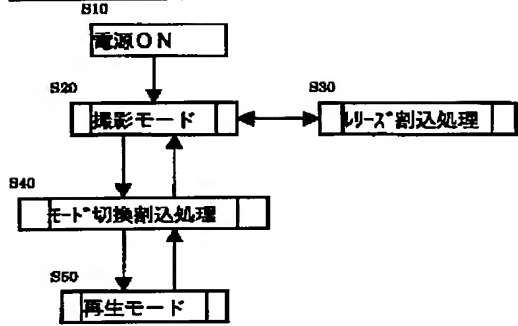 S10
電源ON
S20
撮影モード
S30
ﾚﾘｰｽﾞ割込処理
S40
ﾓｰﾄﾞ切換割込処理
S50
再生モード